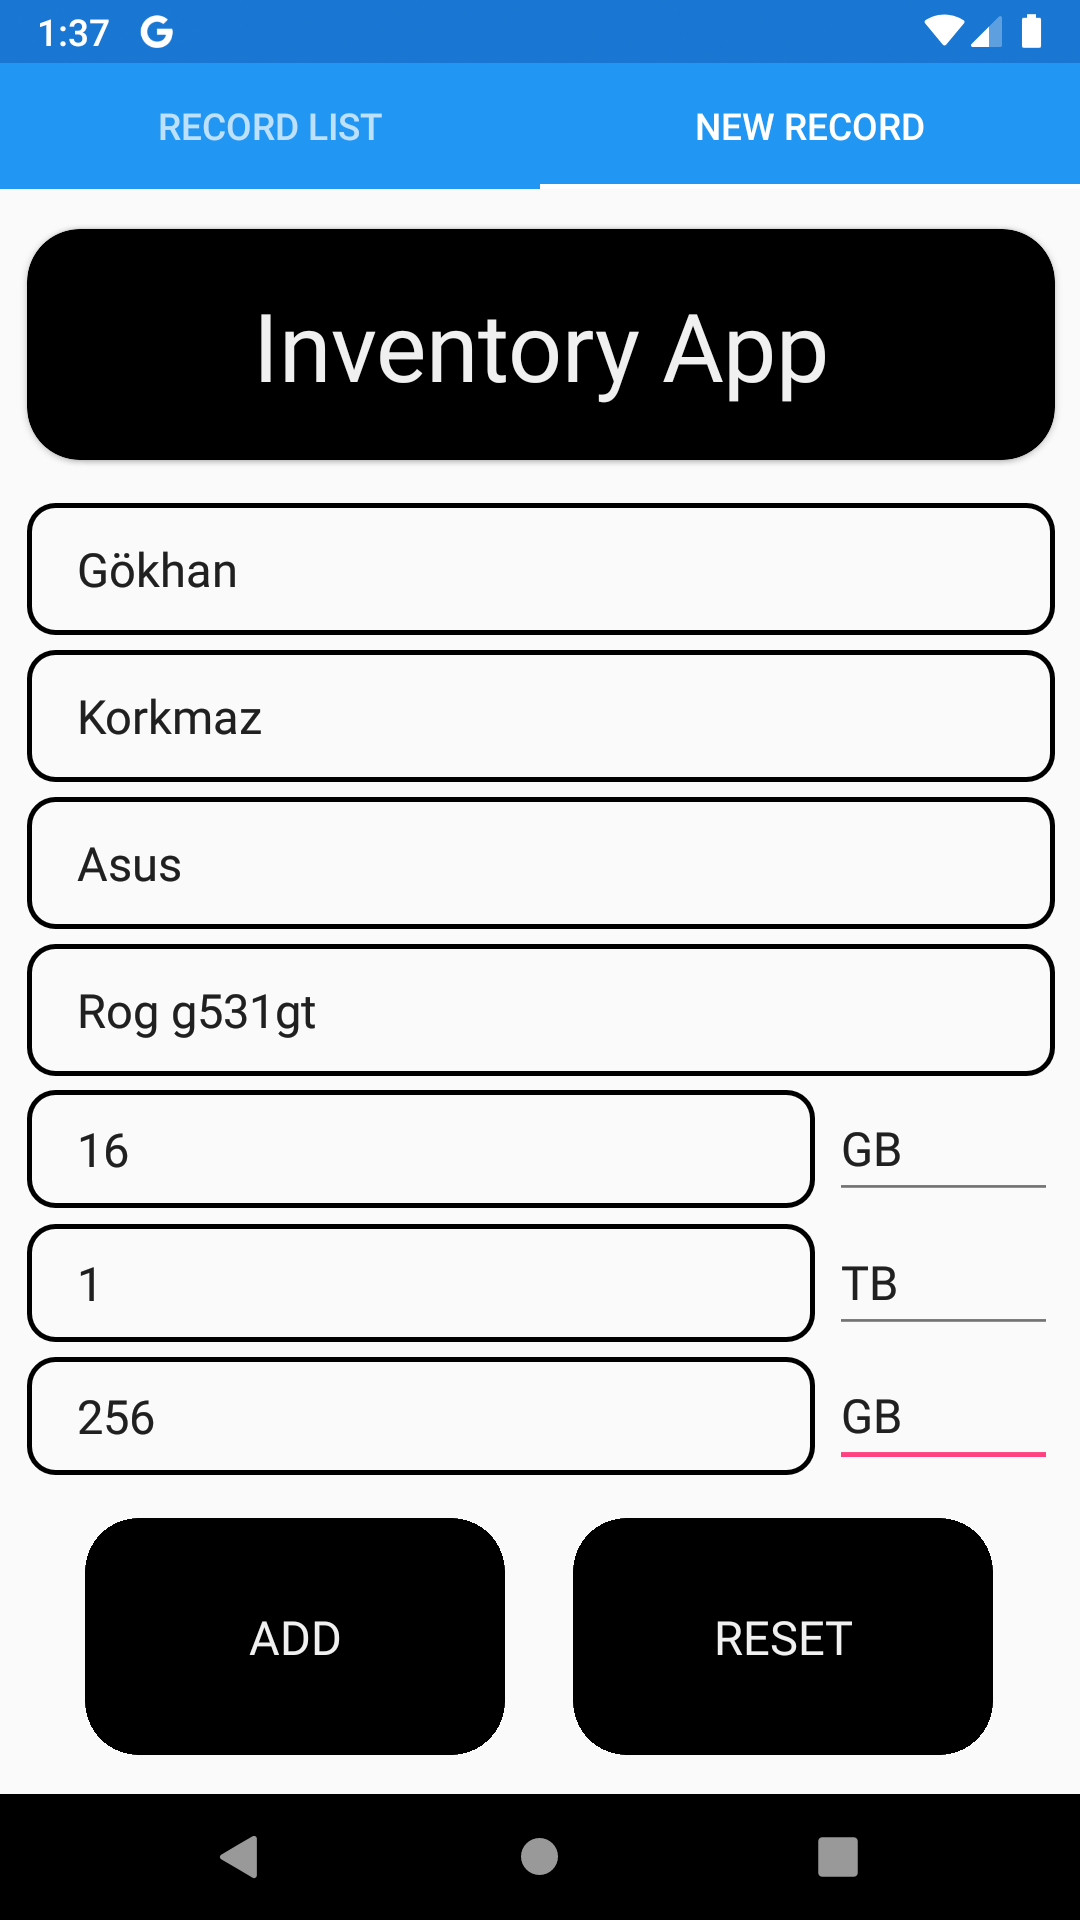 1:37 G
RECORD LIST NEW RECORD
Inventory App
Gökhan
Korkmaz
Asus
Rog g531gt
16 GB
1 TB
256 GB
ADD RESET